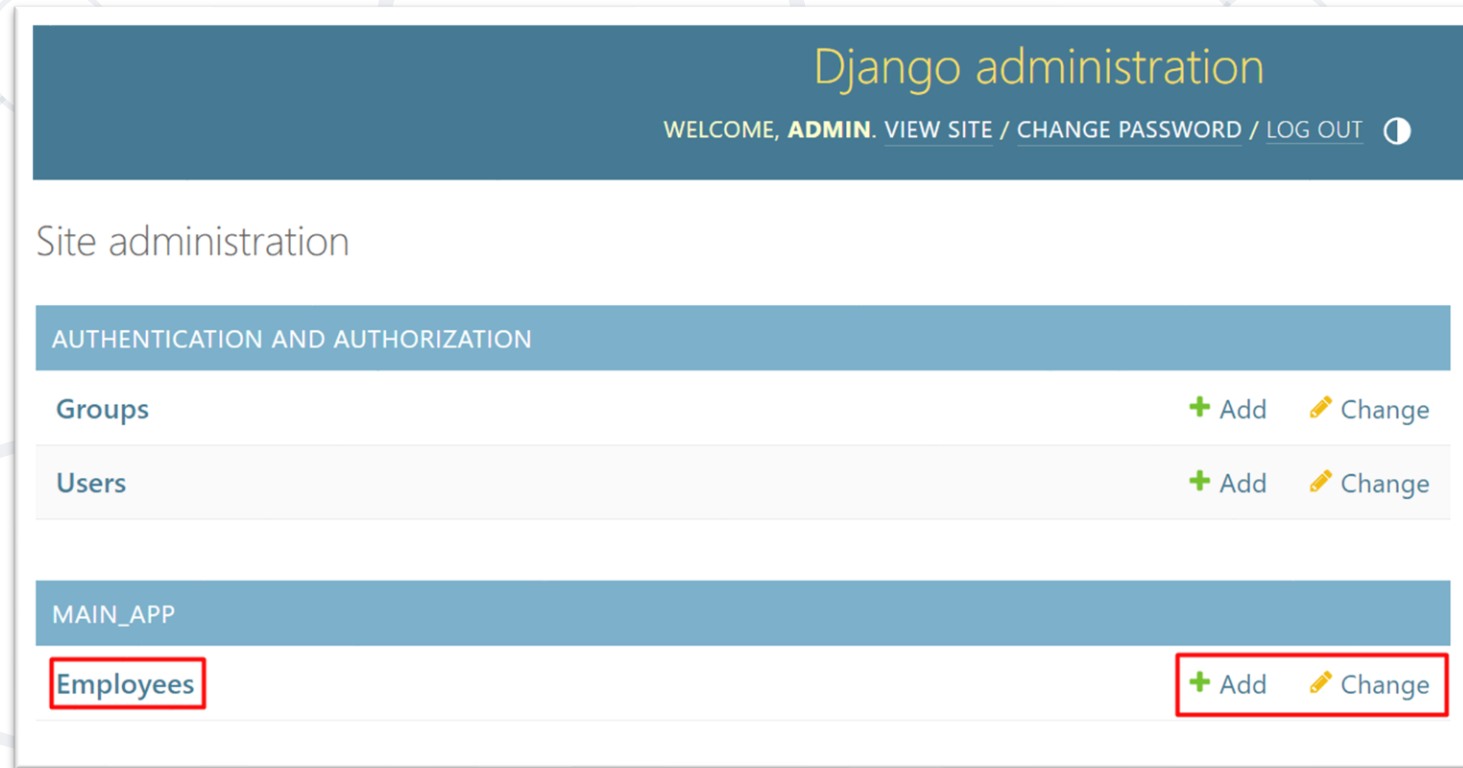 Django administration
WELCOME, ADMIN. VIEW SITE / CHANGE PASSWORD / LOG OUT
Site administration
AUTHENTICATION AND AUTHORIZATION
Groups Add Change
Users Add Change
MAIN_APP
Employees Add Change